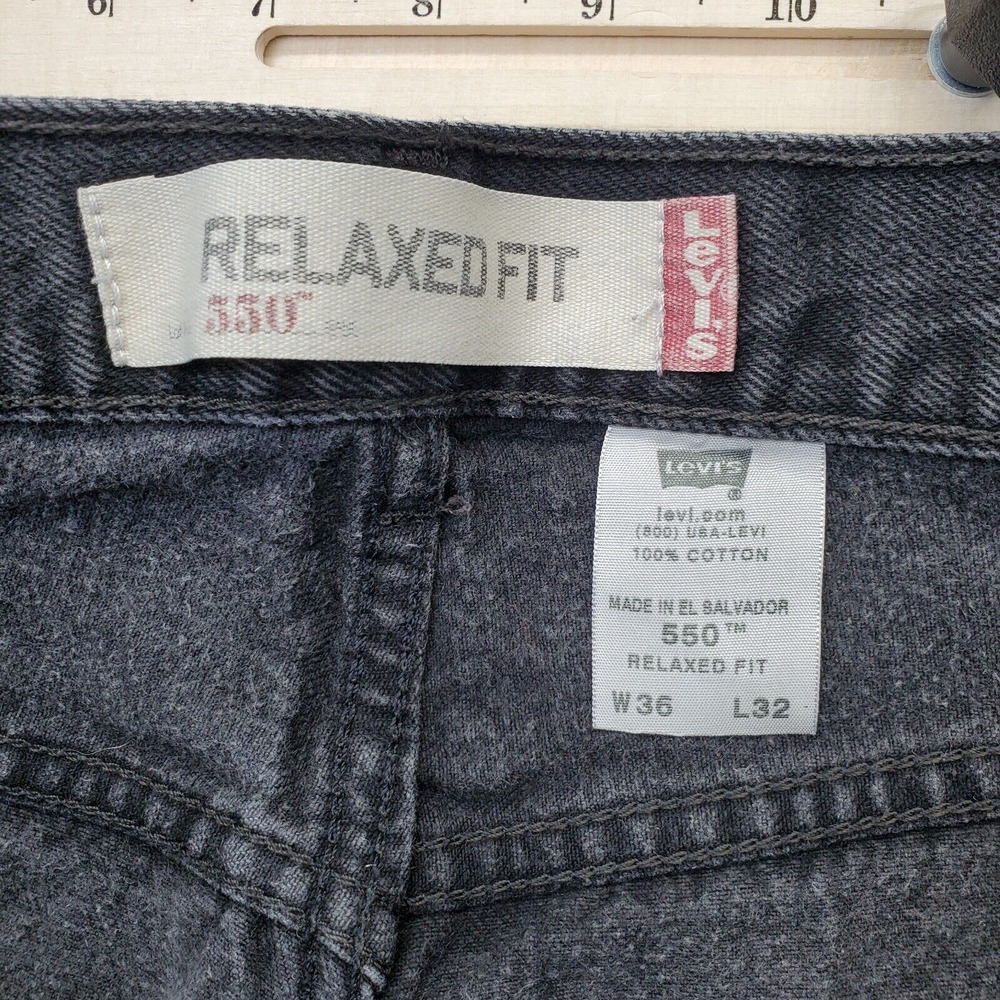 6 7 8 9 10
RELAXED FIT
550™
LEVI'S
LEVI'S
®
levi.com
(800) USA-LEVI
100% COTTON
MADE IN EL SALVADOR
550™
RELAXED FIT
W36 L32